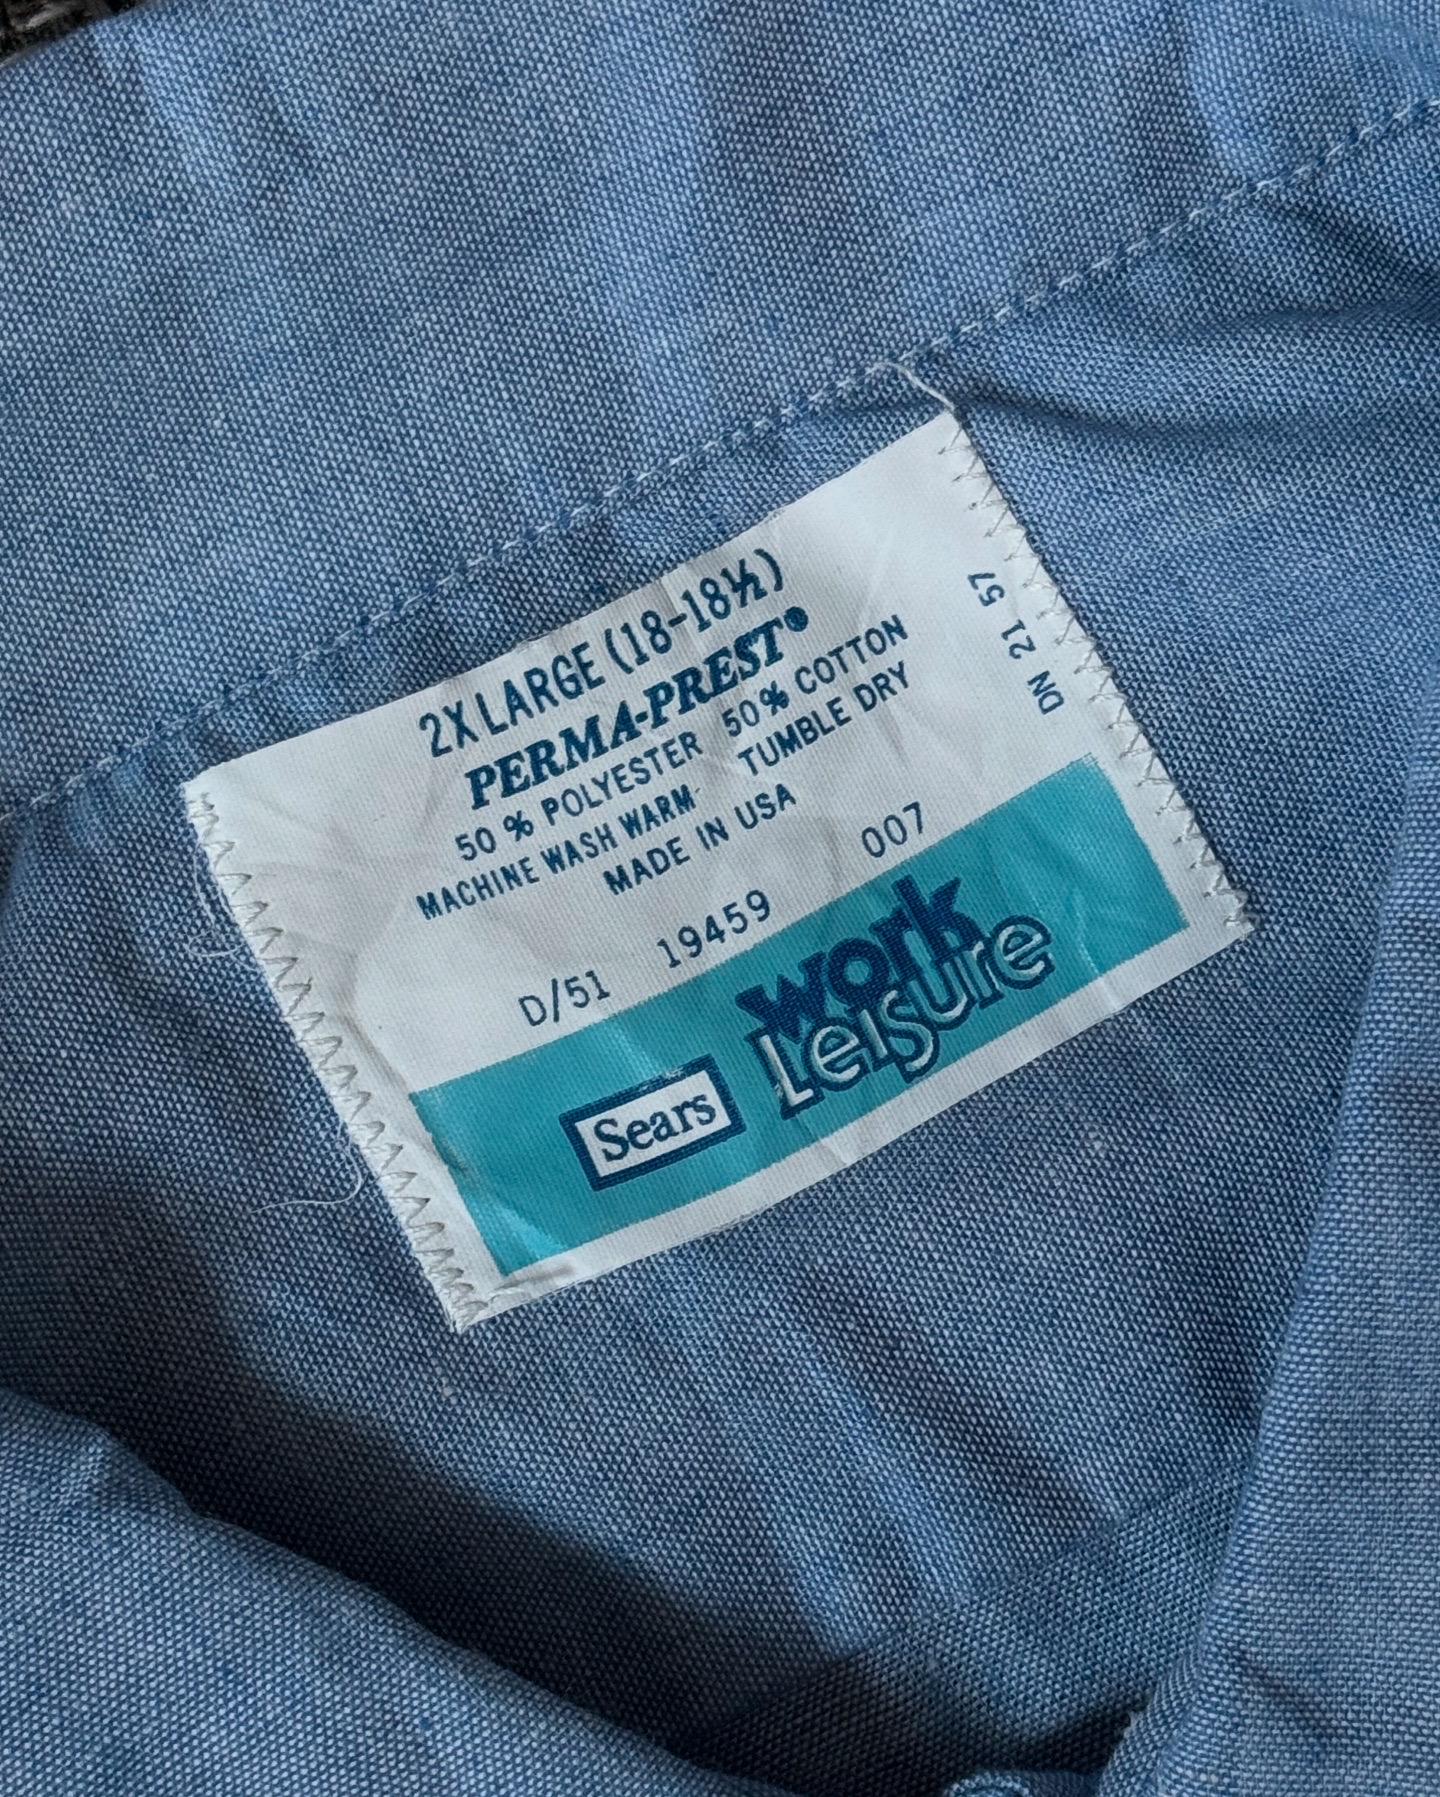 2X LARGE (18-18½)
PERMA-PREST®
50 % POLYESTER 50 % COTTON
MACHINE WASH WARM TUMBLE DRY
MADE IN USA
D/51 19459 007
Sears work
Leisure
DN 21 57